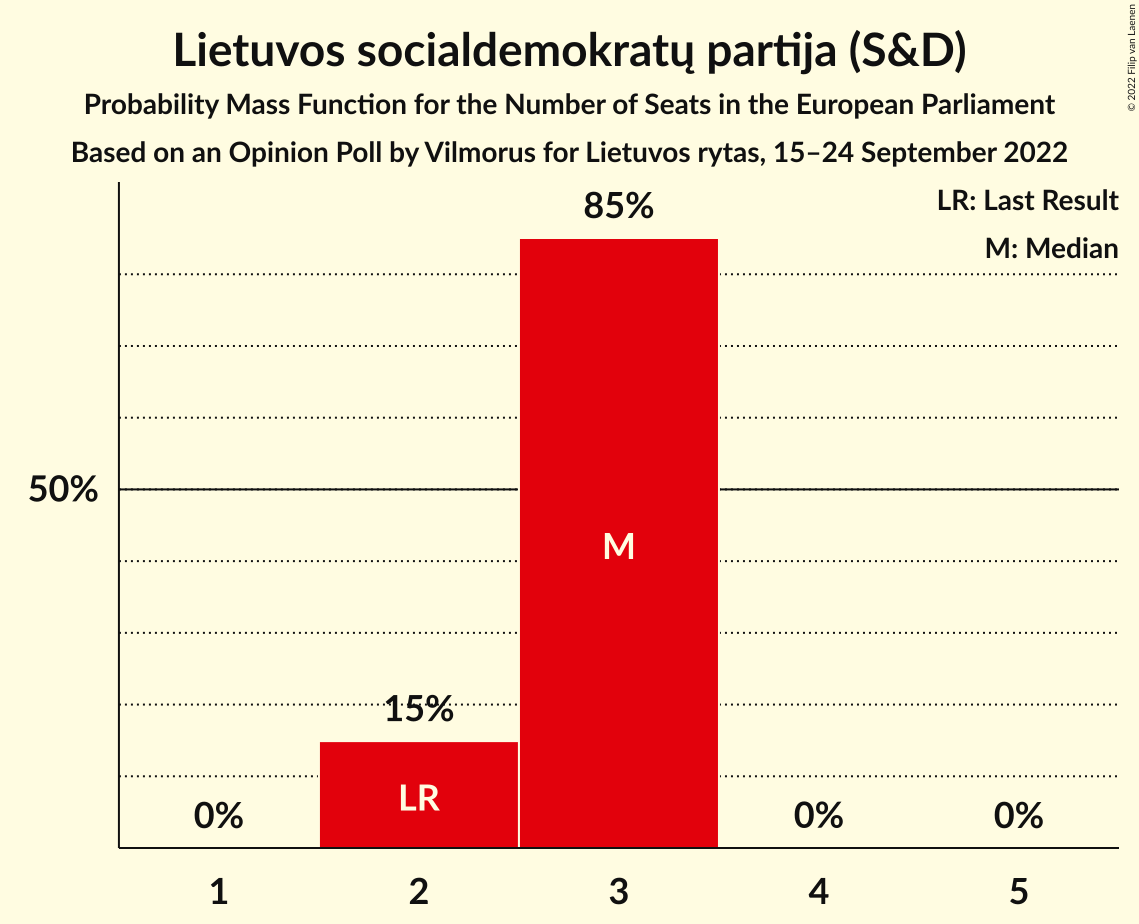 Lietuvos socialdemokratų partija (S&D)
Probability Mass Function for the Number of Seats in the European Parliament
Based on an Opinion Poll by Vilmorus for Lietuvos rytas, 15–24 September 2022
© 2022 Filip van Laenen
LR: Last Result
M: Median
85%
50%
M
15%
LR
0%
0%
0%
1
2
3
4
5